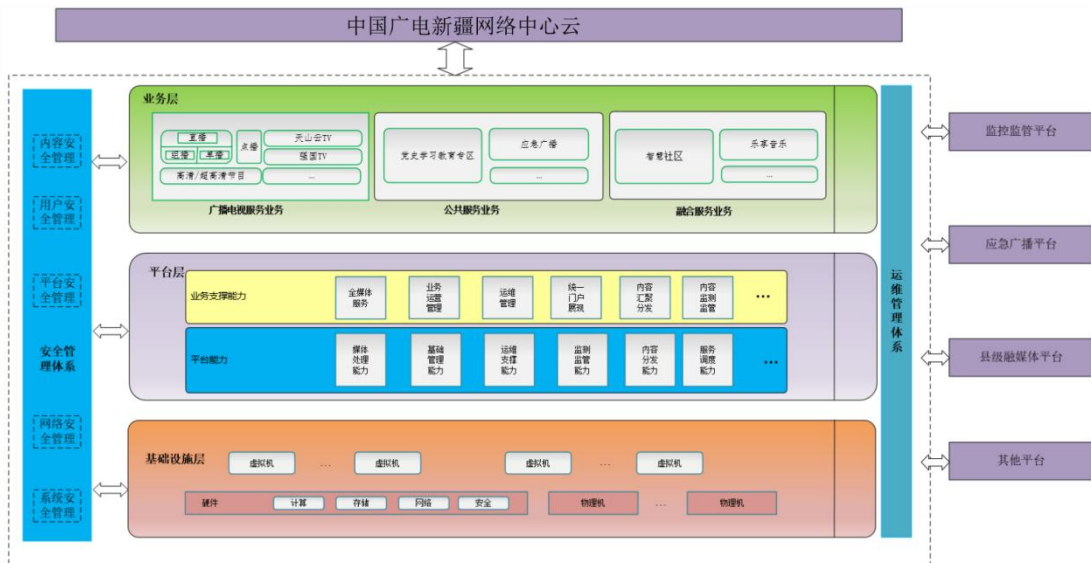 中国广电新疆网络中心云
内容安
全管理
用户安
全管理
平台安
全管理
安全管
理体系
网络安
全管理
系统安
全管理
业务层
直播
组播
单播
点播
高清/超高清节目
天山云TV
强国TV
...
广播电视服务业务
党史学习教育专区
应急广播
...
公共服务业务
智慧社区
乐享音乐
...
融合服务业务
平台层
业务支撑能力
全媒体
服务
业务
运营
管理
运维
管理
统一
门户
展现
内容
汇聚
分发
内容
监测
监管
...
平台能力
媒体
处理
能力
基础
管理
能力
运维
支撑
能力
监测
监管
能力
内容
分发
能力
服务
调度
能力
...
基础设施层
虚拟机
...
虚拟机
虚拟机
...
虚拟机
硬件
计算
存储
网络
安全
物理机
...
物理机
运维管理体系
监控监管平台
应急广播平台
县级融媒体平台
其他平台